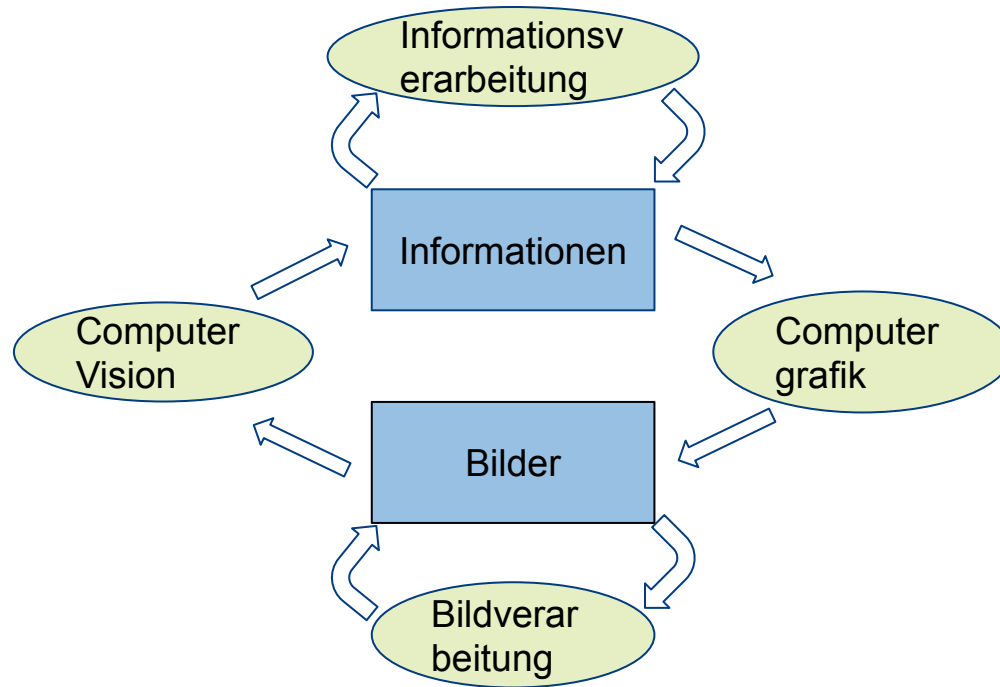 Informationsv
erarbeitung
Informationen
Computer
Vision
Computer
grafik
Bilder
Bildverar
beitung